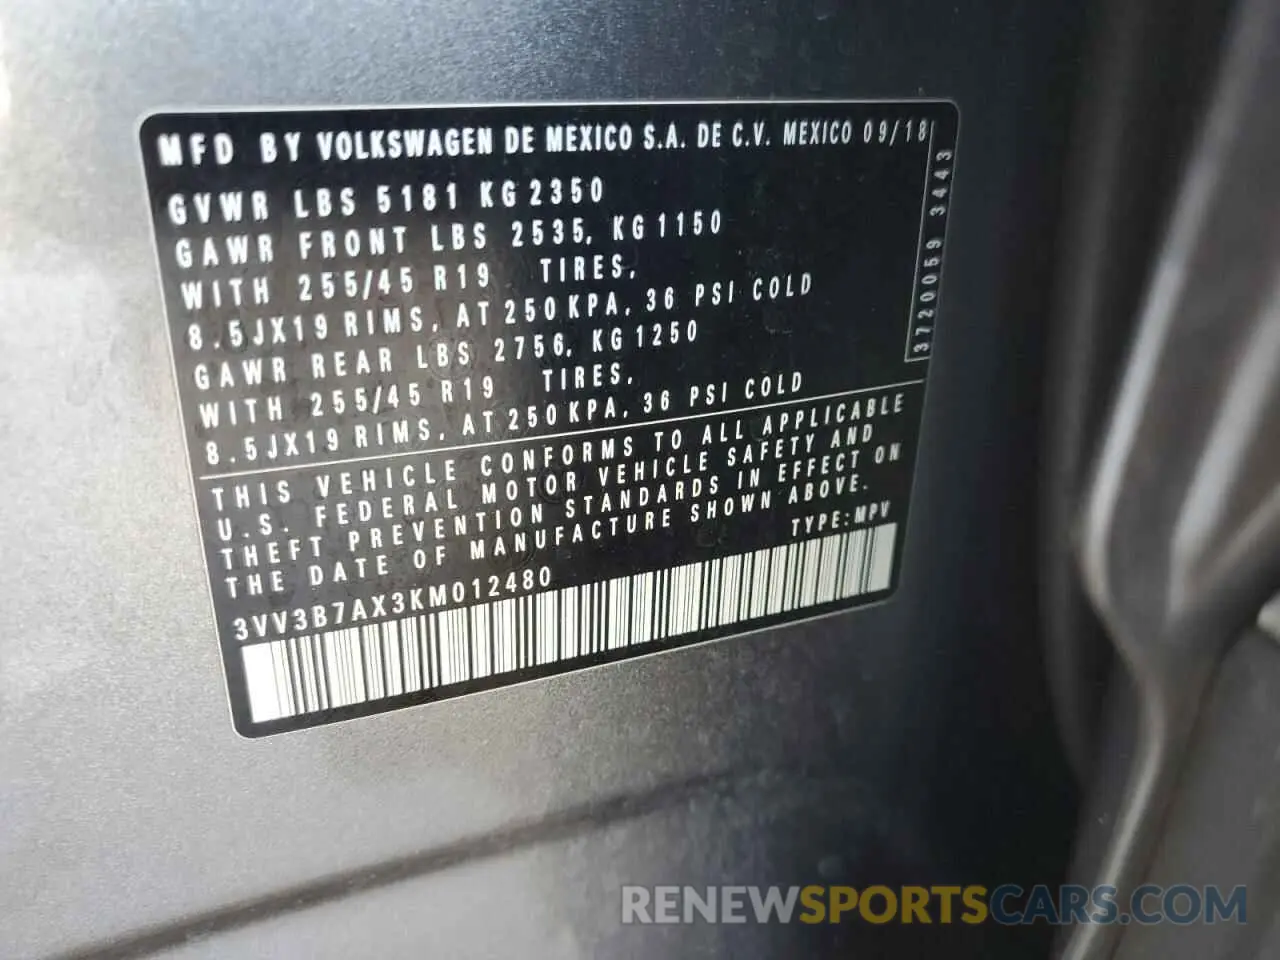 MFD BY VOLKSWAGEN DE MEXICO S.A. DE C.V. MEXICO 09/18
GVWR LBS 5181 KG 2350
GAWR FRONT LBS 2535, KG 1150
WITH 255/45 R19 TIRES,
8.5JX19 RIMS, AT 250 KPA, 36 PSI COLD
GAWR REAR LBS 2756, KG 1250
WITH 255/45 R19 TIRES,
8.5JX19 RIMS, AT 250 KPA, 36 PSI COLD
3720059 3443
THIS VEHICLE CONFORMS TO ALL APPLICABLE
U.S. FEDERAL MOTOR VEHICLE SAFETY AND
THEFT PREVENTION STANDARDS IN EFFECT ON
THE DATE OF MANUFACTURE SHOWN ABOVE.
TYPE:MPV
3VV3B7AX3KM012480
RENEWSPORTSCARS.COM